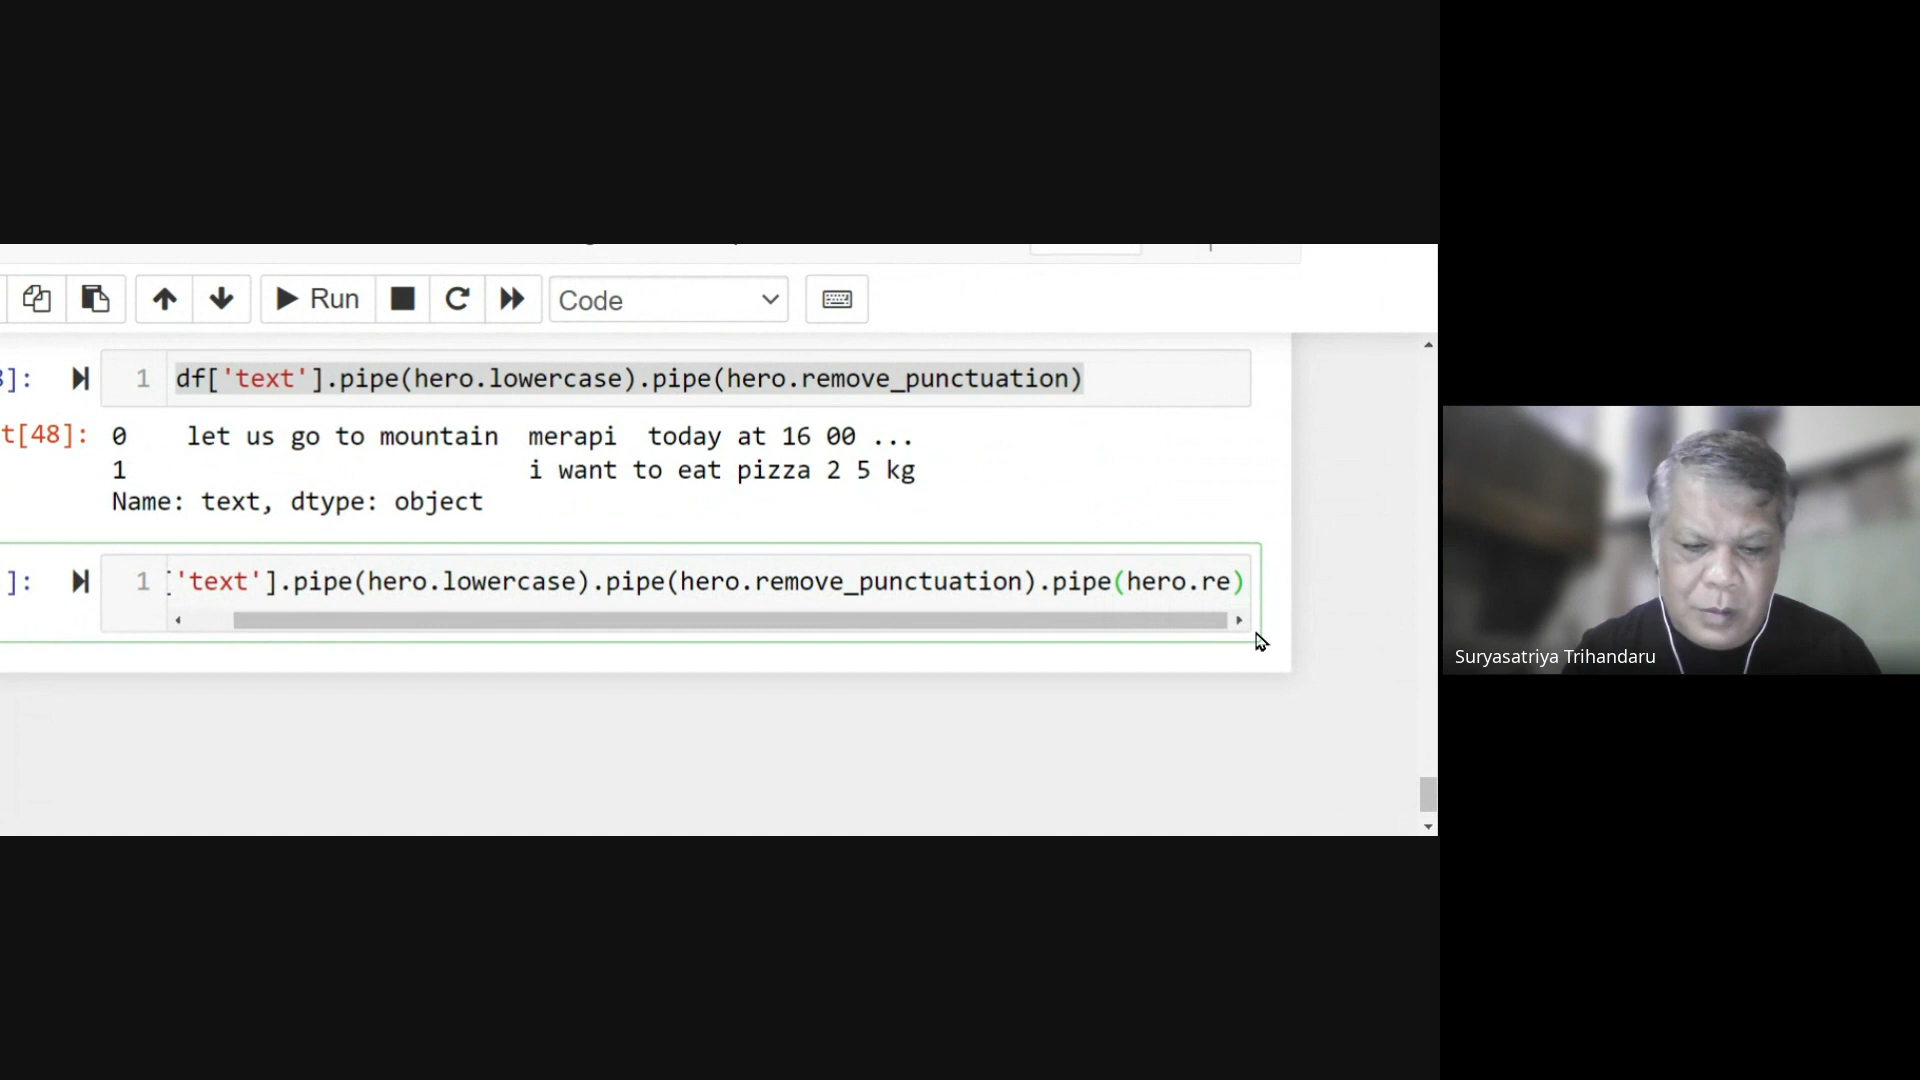 Run
Code
8]:
1 df['text'].pipe(hero.lowercase).pipe(hero.remove_punctuation)
t[48]:
0 let us go to mountain merapi today at 16 00 ...
1 i want to eat pizza 2 5 kg
Name: text, dtype: object
]:
1 ['text'].pipe(hero.lowercase).pipe(hero.remove_punctuation).pipe(hero.re)
Suryasatriya Trihandaru